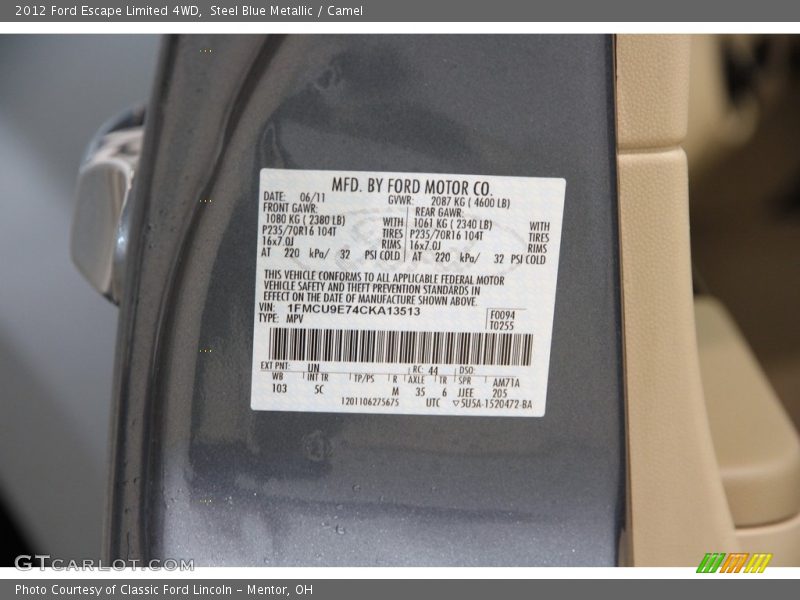 2012 Ford Escape Limited 4WD, Steel Blue Metallic / Camel
MFD. BY FORD MOTOR CO.
DATE: 06/11 GVWR: 2087 KG ( 4600 LB)
FRONT GAWR: REAR GAWR:
1080 KG ( 2380 LB) WITH 1061 KG ( 2340 LB) WITH
P235/70R16 104T TIRES P235/70R16 104T TIRES
16x7.0J RIMS 16x7.0J RIMS
AT 220 kPa/ 32 PSI COLD AT 220 kPa/ 32 PSI COLD
THIS VEHICLE CONFORMS TO ALL APPLICABLE FEDERAL MOTOR
VEHICLE SAFETY AND THEFT PREVENTION STANDARDS IN
EFFECT ON THE DATE OF MANUFACTURE SHOWN ABOVE.
VIN: 1FMCU9E74CKA13513 F0094
TYPE: MPV T0255
EXT PNT: UN RC: 44 DSO:
WB INT TR TP/PS R AXLE TR SPR AM71A
103 5C M 35 6 JJEE 205
1201106275675 UTC ▽5U5A-1520472-BA
GTCARLOT.COM
Photo Courtesy of Classic Ford Lincoln – Mentor, OH